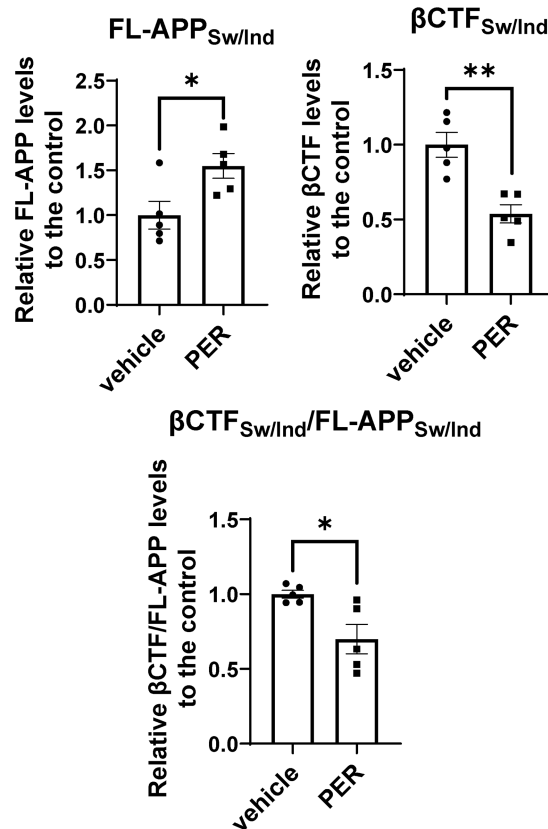 FL-APPSw/Ind
Relative FL-APP levels
to the control
2.5
2.0
1.5
1.0
0.5
0.0
*
vehicle
PER
βCTFSw/Ind
Relative βCTF levels
to the control
1.5
1.0
0.5
0.0
**
vehicle
PER
βCTFSw/Ind/FL-APPSw/Ind
Relative βCTF/FL-APP levels
to the control
1.5
1.0
0.5
0.0
*
vehicle
PER